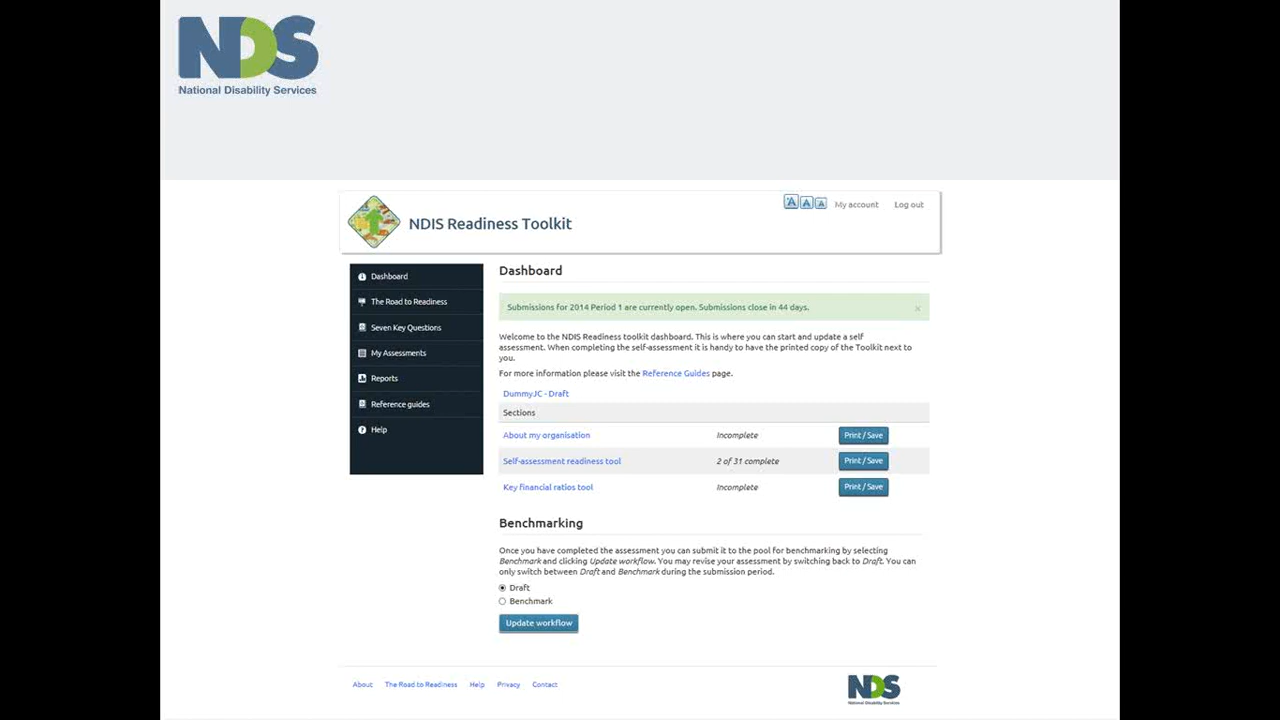 NDS
National Disability Services
A A A My account Log out
NDIS Readiness Toolkit
Dashboard
The Road to Readiness
Seven Key Questions
My Assessments
Reports
Reference guides
Help
Dashboard
Submissions for 2014 Period 1 are currently open. Submissions close in 44 days. ×
Welcome to the NDIS Readiness toolkit dashboard. This is where you can start and update a self
assessment. When completing the self-assessment it is handy to have the printed copy of the Toolkit next to
you.
For more information please visit the Reference Guides page.
DummyJC - Draft
Sections
About my organisation Incomplete Print / Save
Self-assessment readiness tool 2 of 31 complete Print / Save
Key financial ratios tool Incomplete Print / Save
Benchmarking
Once you have completed the assessment you can submit it to the pool for benchmarking by selecting
Benchmark and clicking Update workflow. You may revise your assessment by switching back to Draft. You can
only switch between Draft and Benchmark during the submission period.
Draft
Benchmark
Update workflow
About The Road to Readiness Help Privacy Contact
NDS
National Disability Services